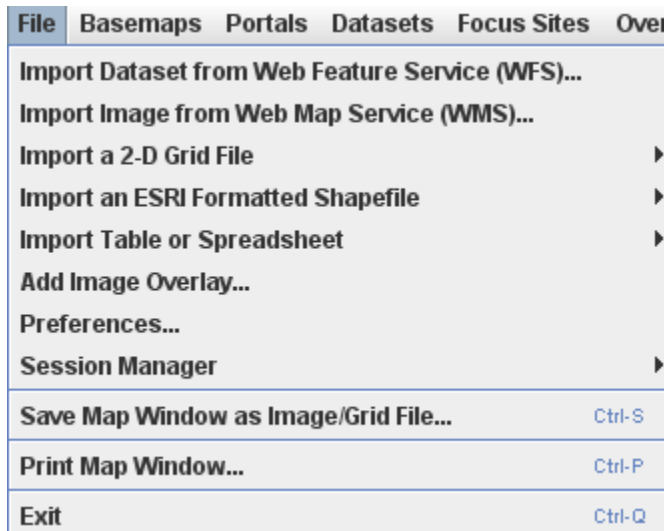 File Basemaps Portals Datasets Focus Sites Over
Import Dataset from Web Feature Service (WFS)...
Import Image from Web Map Service (WMS)...
Import a 2-D Grid File
Import an ESRI Formatted Shapefile
Import Table or Spreadsheet
Add Image Overlay...
Preferences...
Session Manager
Save Map Window as Image/Grid File... Ctrl-S
Print Map Window... Ctrl-P
Exit Ctrl-Q